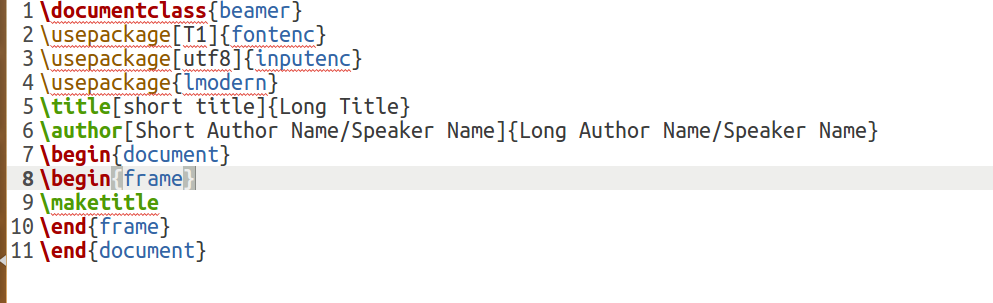 1 \documentclass{beamer}
2 \usepackage[T1]{fontenc}
3 \usepackage[utf8]{inputenc}
4 \usepackage{lmodern}
5 \title[short title]{Long Title}
6 \author[Short Author Name/Speaker Name]{Long Author Name/Speaker Name}
7 \begin{document}
8 \begin{frame}
9 \maketitle
10 \end{frame}
11 \end{document}